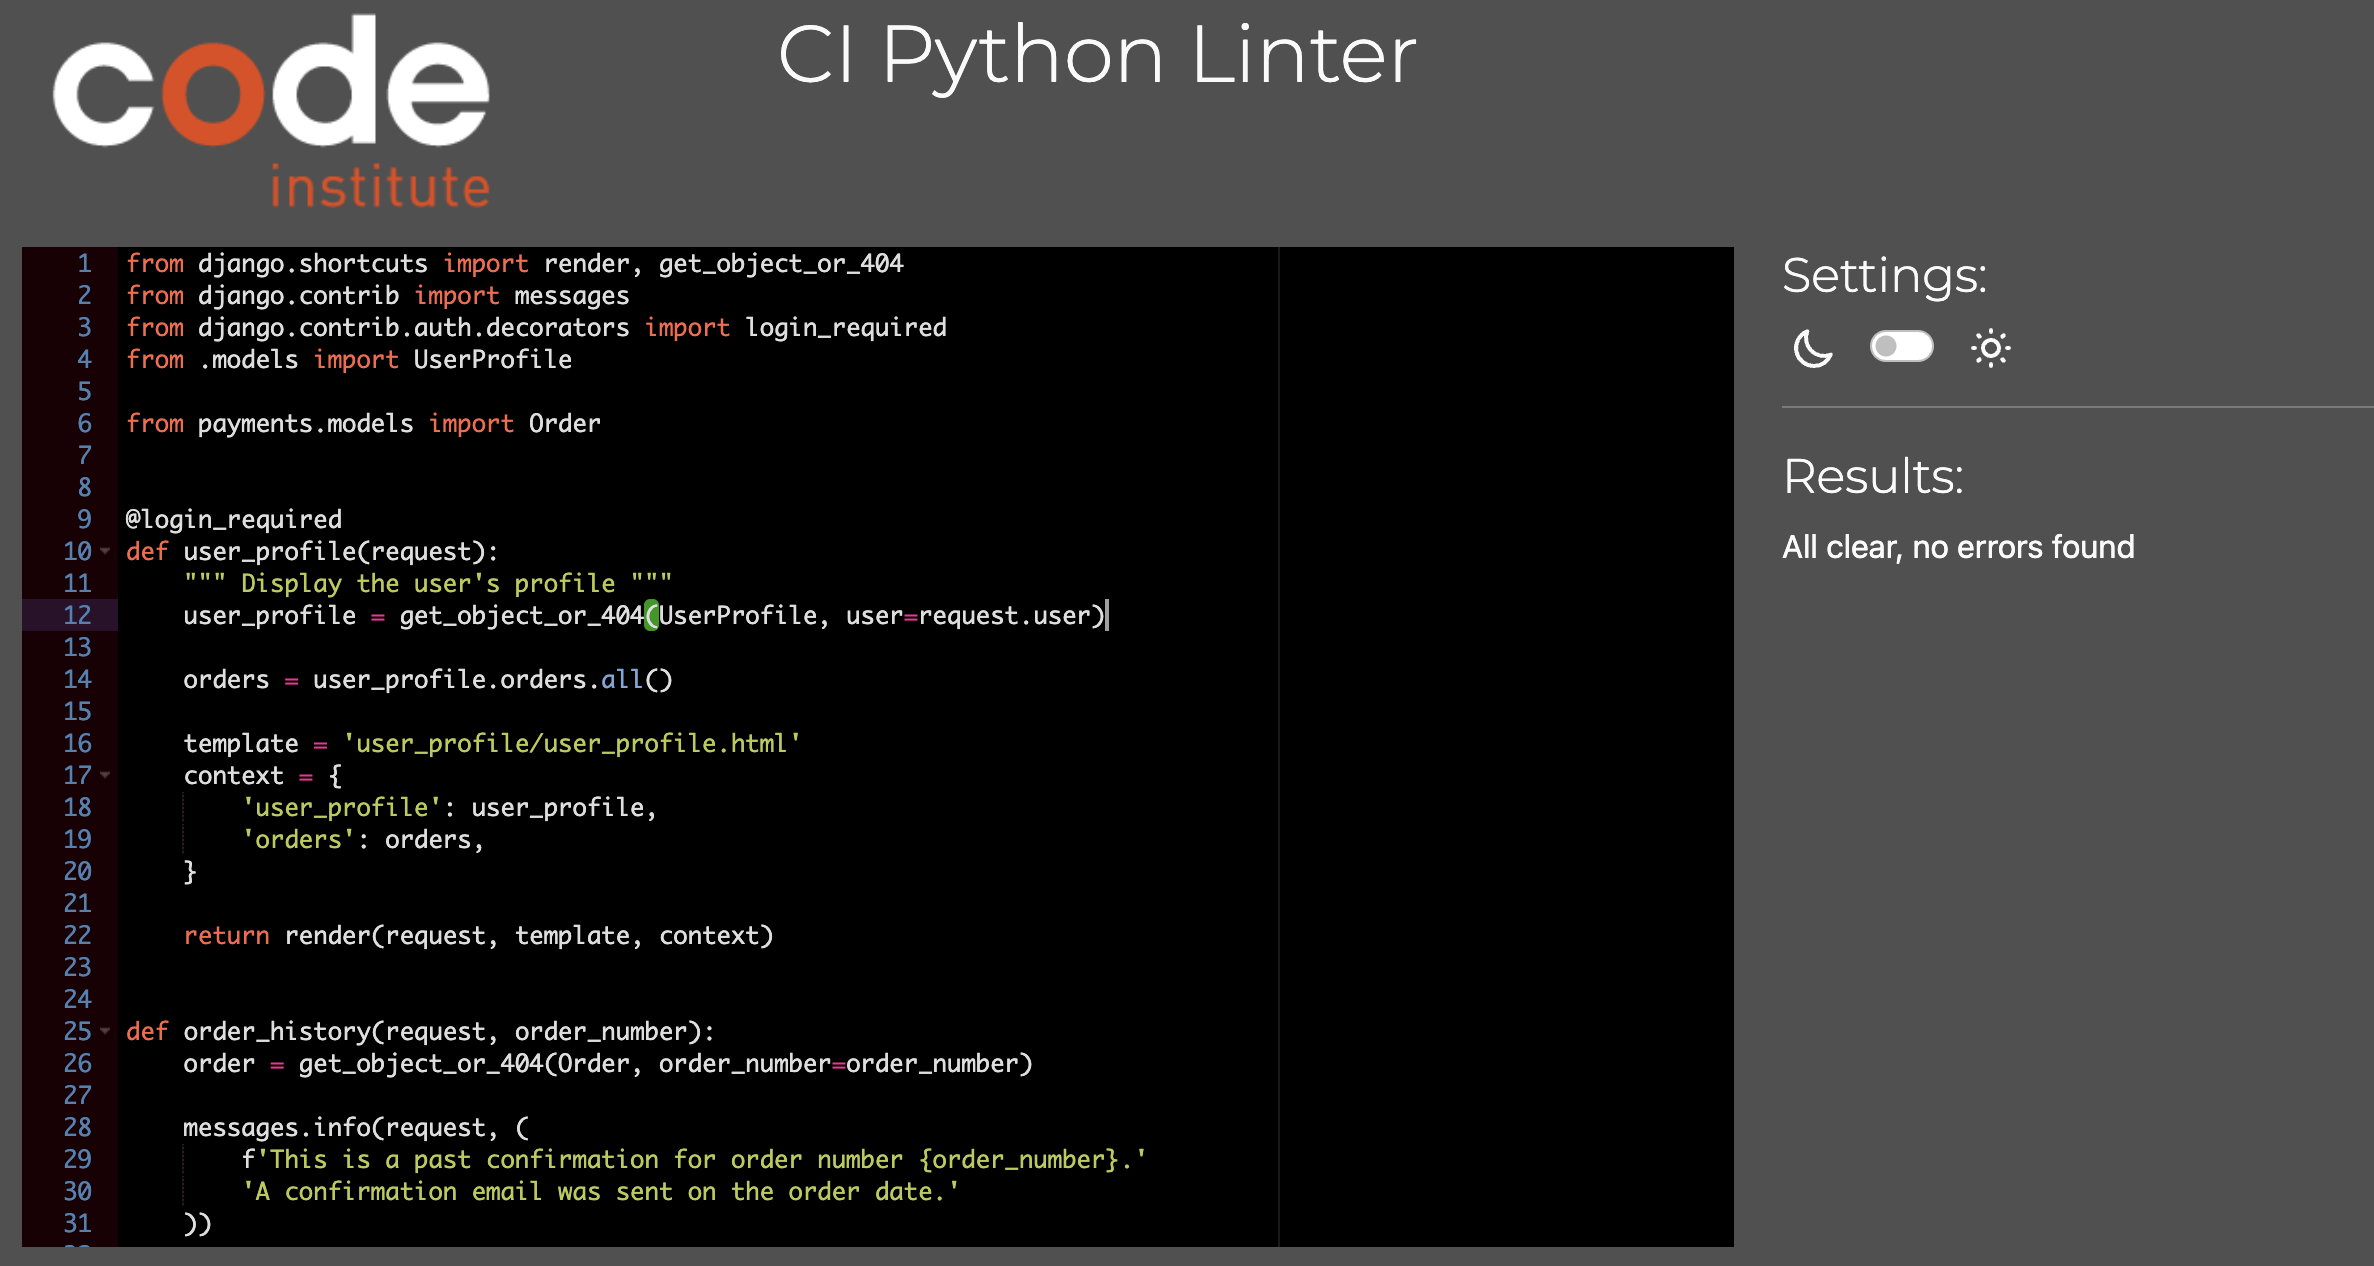 code
institute
CI Python Linter
1 from django.shortcuts import render, get_object_or_404
2 from django.contrib import messages
3 from django.contrib.auth.decorators import login_required
4 from .models import UserProfile
5
6 from payments.models import Order
7
8
9 @login_required
10 def user_profile(request):
11     """ Display the user's profile """
12     user_profile = get_object_or_404(UserProfile, user=request.user)
13
14     orders = user_profile.orders.all()
15
16     template = 'user_profile/user_profile.html'
17     context = {
18         'user_profile': user_profile,
19         'orders': orders,
20     }
21
22     return render(request, template, context)
23
24
25 def order_history(request, order_number):
26     order = get_object_or_404(Order, order_number=order_number)
27
28     messages.info(request, (
29         f'This is a past confirmation for order number {order_number}.'
30         'A confirmation email was sent on the order date.'
31     ))
Settings:
Results:
All clear, no errors found